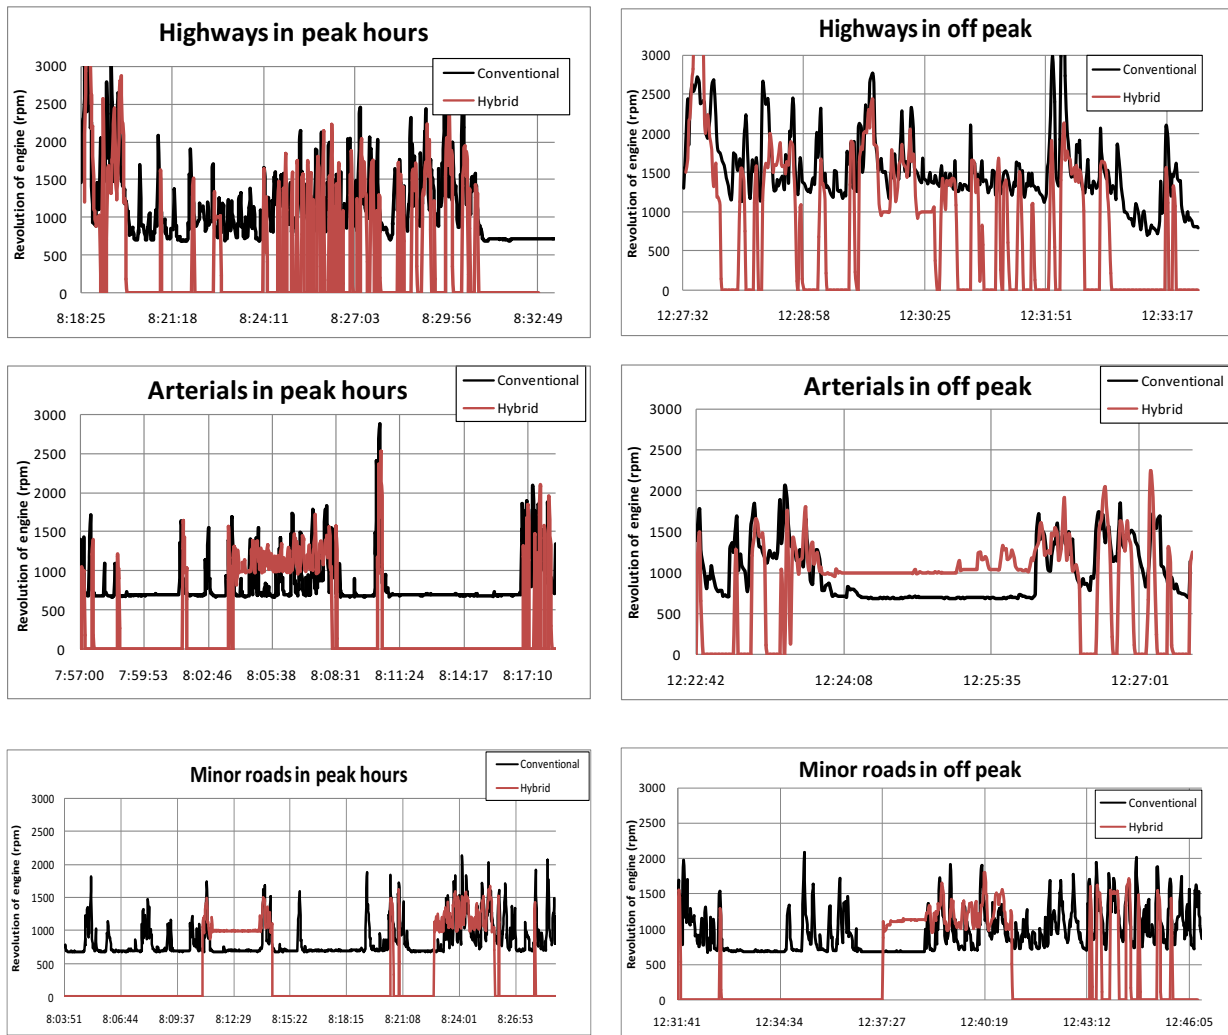 Highways in peak hours
Conventional
Hybrid
Revolution of engine (rpm)
3000
2500
2000
1500
1000
500
0
8:18:25 8:21:18 8:24:11 8:27:03 8:29:56 8:32:49
Highways in off peak
Conventional
Hybrid
Revolution of engine (rpm)
3000
2500
2000
1500
1000
500
0
12:27:32 12:28:58 12:30:25 12:31:51 12:33:17
Arterials in peak hours
Conventional
Hybrid
Revolution of engine (rpm)
3000
2500
2000
1500
1000
500
0
7:57:00 7:59:53 8:02:46 8:05:38 8:08:31 8:11:24 8:14:17 8:17:10
Arterials in off peak
Conventional
Hybrid
Revolution of engine (rpm)
3000
2500
2000
1500
1000
500
0
12:22:42 12:24:08 12:25:35 12:27:01
Minor roads in peak hours
Conventional
Hybrid
Revolution of engine (rpm)
3000
2500
2000
1500
1000
500
0
8:03:51 8:06:44 8:09:37 8:12:29 8:15:22 8:18:15 8:21:08 8:24:01 8:26:53
Minor roads in off peak
Conventional
Hybrid
Revolution of engine (rpm)
3000
2500
2000
1500
1000
500
0
12:31:41 12:34:34 12:37:27 12:40:19 12:43:12 12:46:05